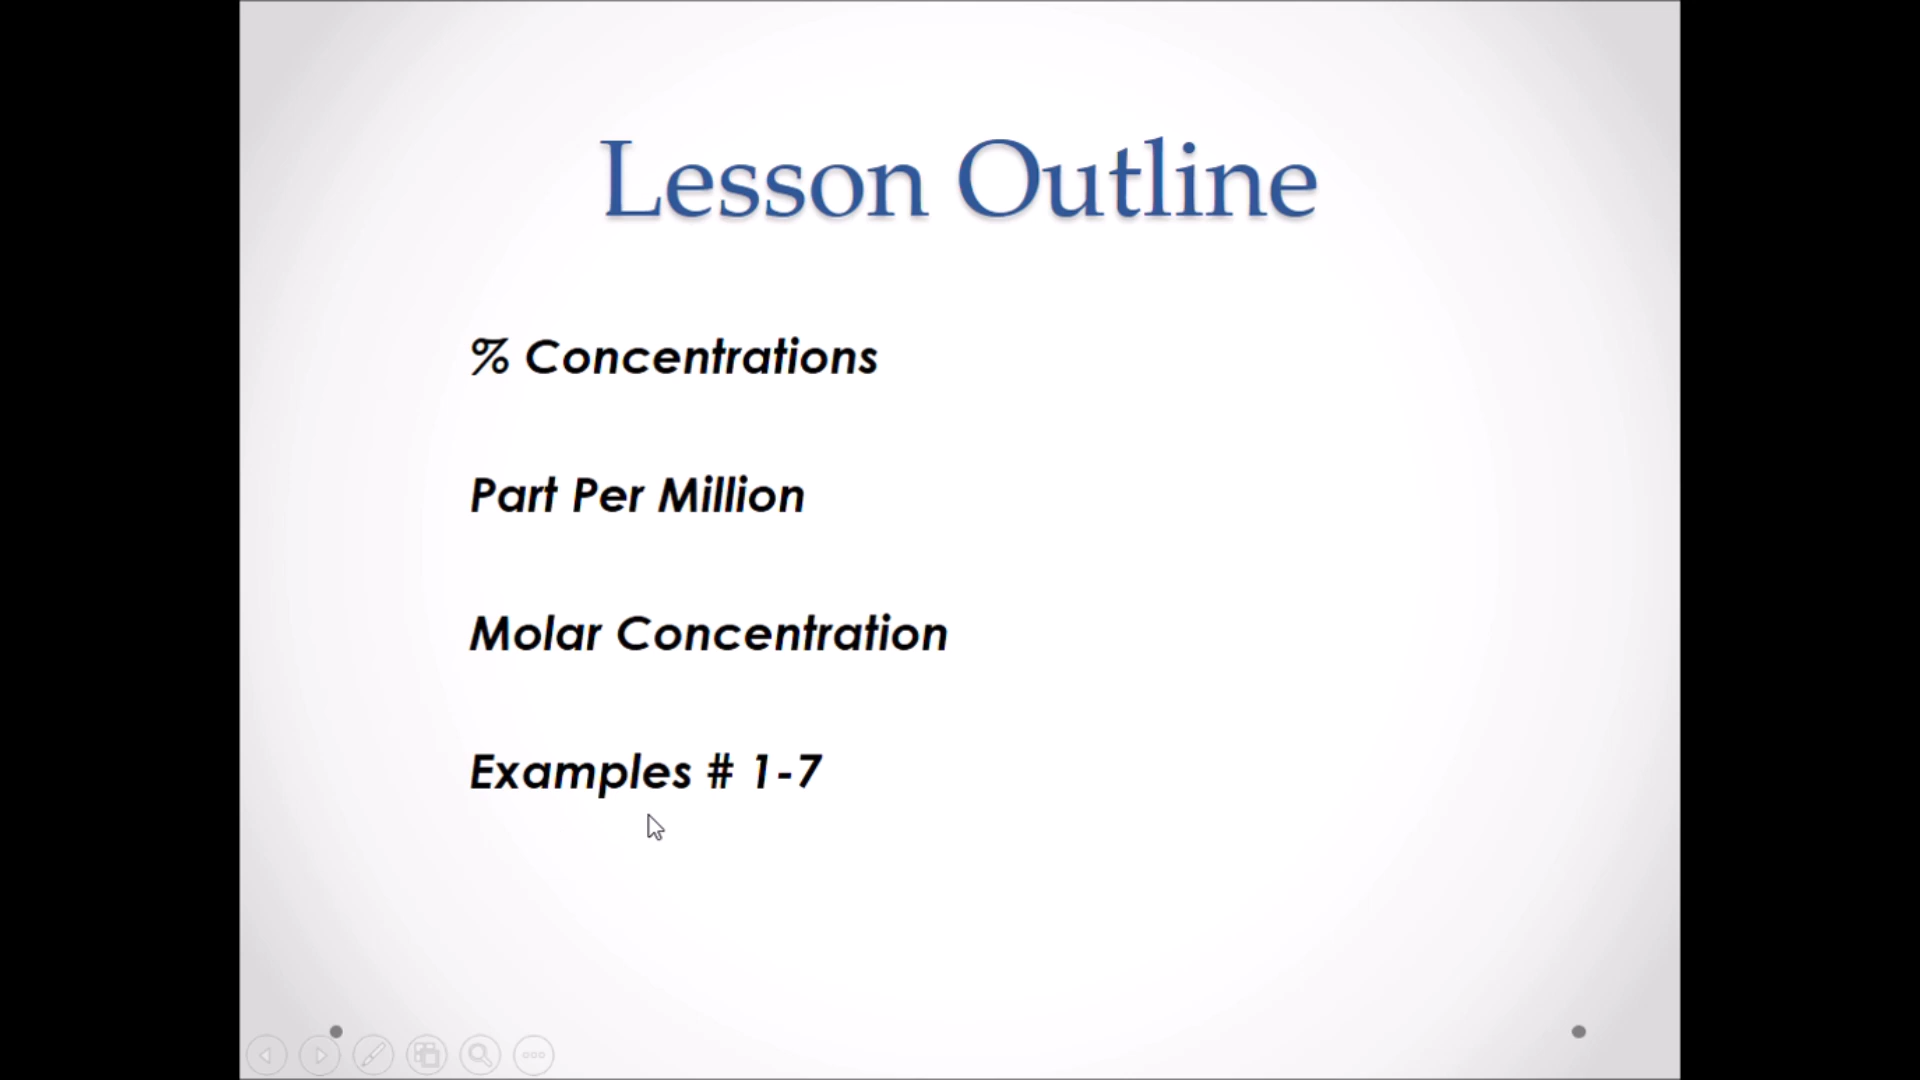 Lesson Outline
% Concentrations
Part Per Million
Molar Concentration
Examples # 1-7